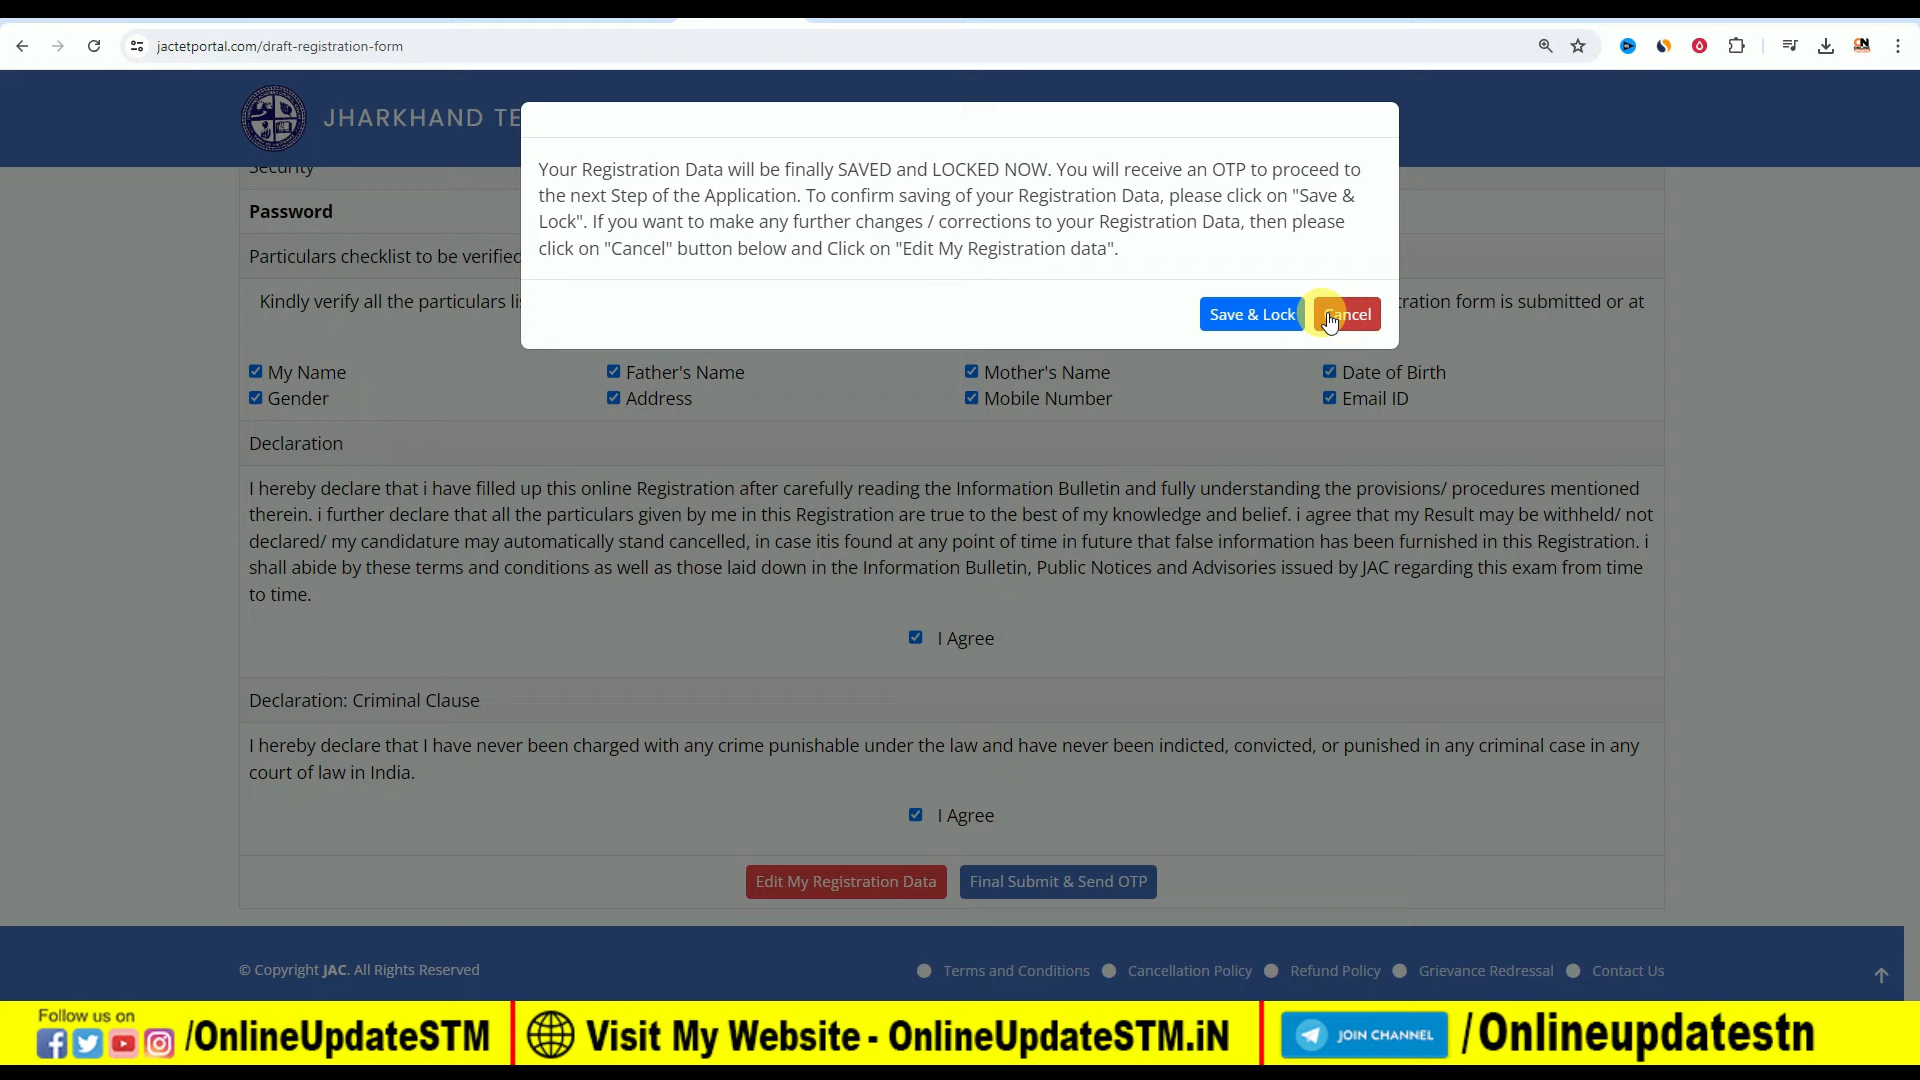 jactetportal.com/draft-registration-form
JHARKHAND TE
Your Registration Data will be finally SAVED and LOCKED NOW. You will receive an OTP to proceed to
the next Step of the Application. To confirm saving of your Registration Data, please click on "Save &
Lock". If you want to make any further changes / corrections to your Registration Data, then please
click on "Cancel" button below and Click on "Edit My Registration data".
Save & Lock
Cancel
Security
Password
Particulars checklist to be verified
Kindly verify all the particulars li tration form is submitted or at
My Name Father's Name Mother's Name Date of Birth
Gender Address Mobile Number Email ID
Declaration
I hereby declare that i have filled up this online Registration after carefully reading the Information Bulletin and fully understanding the provisions/ procedures mentioned
therein. i further declare that all the particulars given by me in this Registration are true to the best of my knowledge and belief. i agree that my Result may be withheld/ not
declared/ my candidature may automatically stand cancelled, in case itis found at any point of time in future that false information has been furnished in this Registration. i
shall abide by these terms and conditions as well as those laid down in the Information Bulletin, Public Notices and Advisories issued by JAC regarding this exam from time
to time.
I Agree
Declaration: Criminal Clause
I hereby declare that I have never been charged with any crime punishable under the law and have never been indicted, convicted, or punished in any criminal case in any
court of law in India.
I Agree
Edit My Registration Data Final Submit & Send OTP
© Copyright JAC. All Rights Reserved Terms and Conditions Cancellation Policy Refund Policy Grievance Redressal Contact Us
Follow us on
/OnlineUpdateSTM
Visit My Website - OnlineUpdateSTM.iN
JOIN CHANNEL /Onlineupdatestn